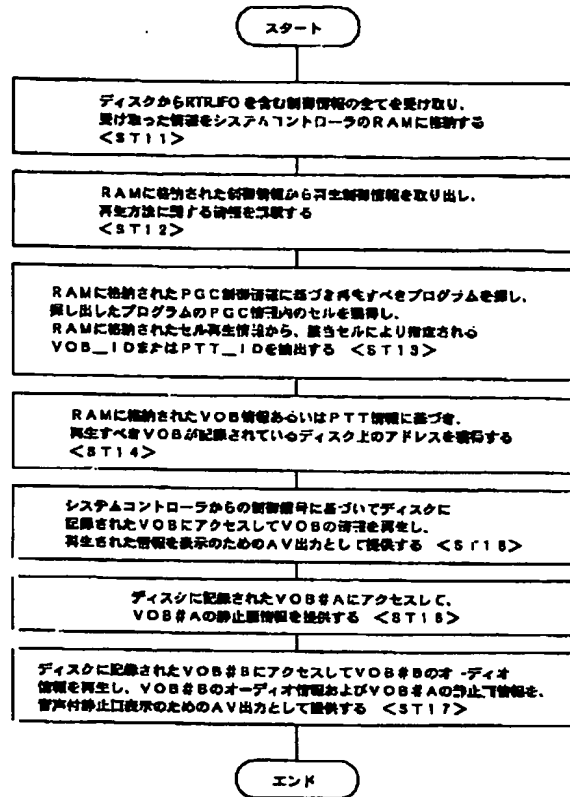 スタート
ディスクからRTR.IFOを含む制御情報の全てを受け取り、
受け取った情報をシステムコントローラのRAMに格納する
<ST11>
RAMに格納された制御情報から再生制御情報を取り出し、
再生方法に関する情報を読取する
<ST12>
RAMに格納されたPGC制御情報に基づき再生すべきプログラムを探し、
探し出したプログラムのPGC情報内のセルを獲得し、
RAMに格納されたセル再生情報から、該当セルにより指定される
VOB__IDまたはPTT__IDを抽出する <ST13>
RAMに格納されたVOB情報あるいはPTT情報に基づき、
再生すべきVOBが記録されているディスク上のアドレスを獲得する
<ST14>
システムコントローラからの制御信号に基づいてディスクに
記録されたVOBにアクセスしてVOBの情報を再生し、
再生された情報を表示のためのAV出力として提供する <ST15>
ディスクに記録されたVOB#Aにアクセスして、
VOB#Aの静止画情報を提供する <ST16>
ディスクに記録されたVOB#BにアクセスしてVOB#Bのオーディオ
情報を再生し、VOB#Bのオーディオ情報およびVOB#Aの静止画情報を、
音声付静止画表示のためのAV出力として提供する <ST17>
エンド